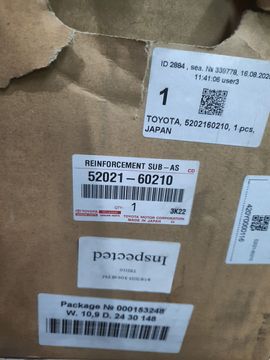 ID 2884, sea. № 339778, 16.08.202
11:41:06 user3
1
TOYOTA, 5202160210, 1 pcs,
JAPAN
REINFORCEMENT SUB-AS
52021-60210
CD
QTY.
1
3K22
TOYOTA MOTOR CORPORATION
MADE IN JAPAN
Inspected
Package № 000153248
W. 10,9 D. 24 30 148